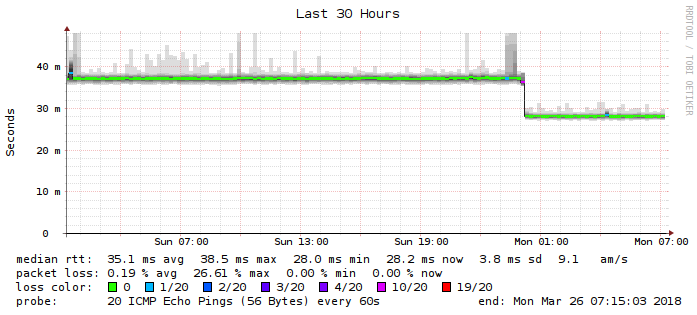 Last 30 Hours
RRDTOOL / TOBI OETIKER
Seconds
40 m
30 m
20 m
10 m
0
Sun 07:00 Sun 13:00 Sun 19:00 Mon 01:00 Mon 07:00
median rtt: 35.1 ms avg 38.5 ms max 28.0 ms min 28.2 ms now 3.8 ms sd 9.1 am/s
packet loss: 0.19 % avg 26.61 % max 0.00 % min 0.00 % now
loss color: 0 1/20 2/20 3/20 4/20 10/20 19/20
probe: 20 ICMP Echo Pings (56 Bytes) every 60s end: Mon Mar 26 07:15:03 2018